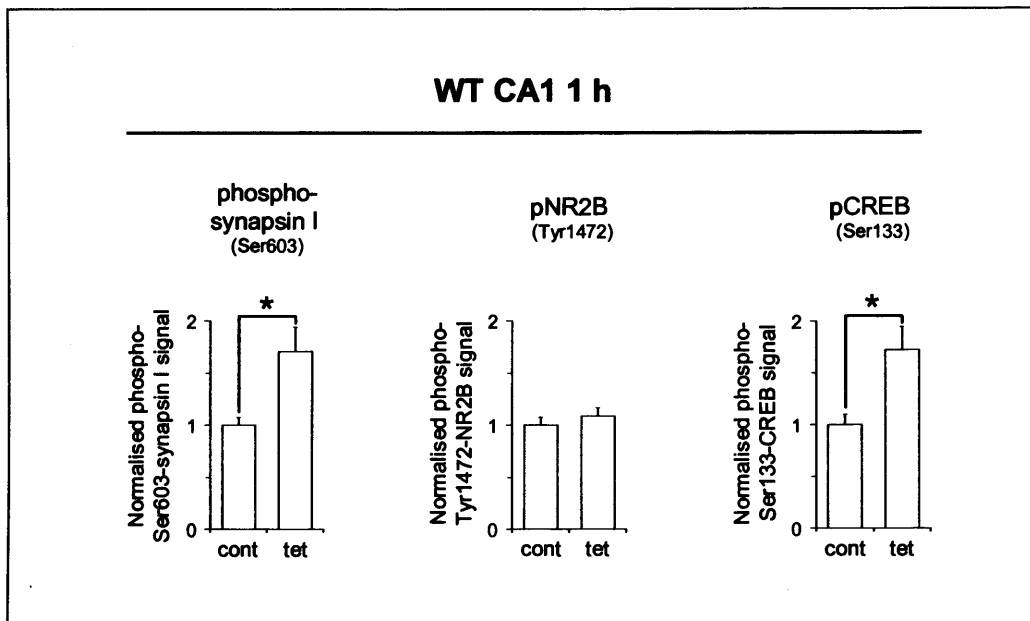 WT CA1 1 h
phospho-
synapsin I
(Ser603)
pNR2B
(Tyr1472)
pCREB
(Ser133)
Normalised phospho-
Ser603-synapsin I signal
2
1
0
*
cont tet
Normalised phospho-
Tyr1472-NR2B signal
2
1
0
cont tet
Normalised phospho-
Ser133-CREB signal
2
1
0
*
cont tet